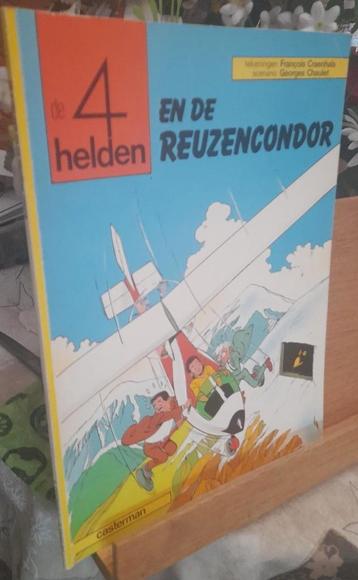 tekeningen François Craenhals
scenario Georges Chaulet
de 4
helden
EN DE
REUZENCONDOR
casterman